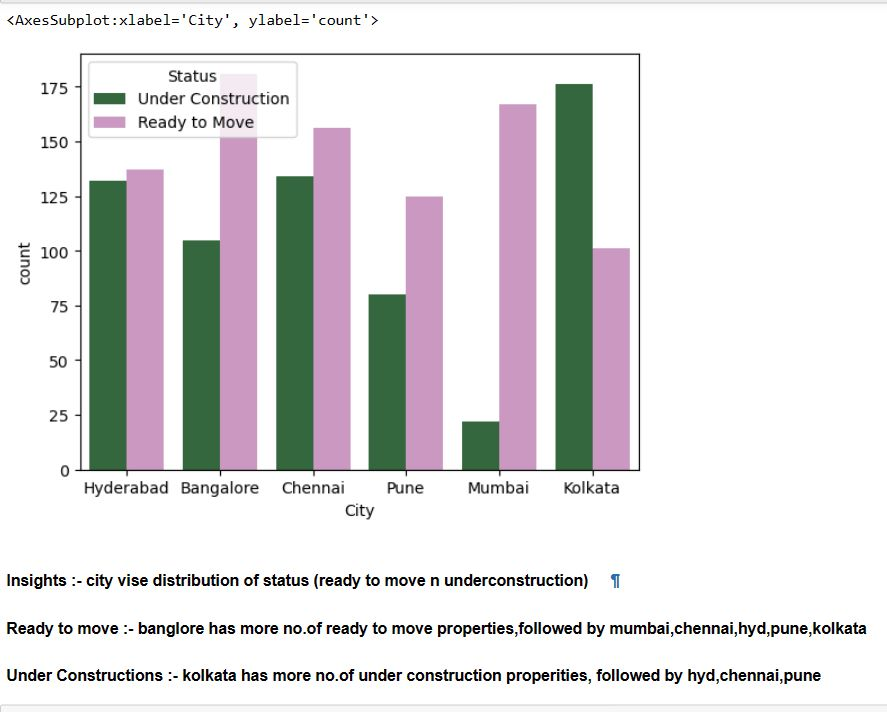 <AxesSubplot:xlabel='City', ylabel='count'>
Status
Under Construction
Ready to Move
175
150
125
100
75
50
25
0
count
Hyderabad Bangalore Chennai Pune Mumbai Kolkata
City
Insights :- city vise distribution of status (ready to move n underconstruction) ¶
Ready to move :- banglore has more no.of ready to move properties,followed by mumbai,chennai,hyd,pune,kolkata
Under Constructions :- kolkata has more no.of under construction properities, followed by hyd,chennai,pune